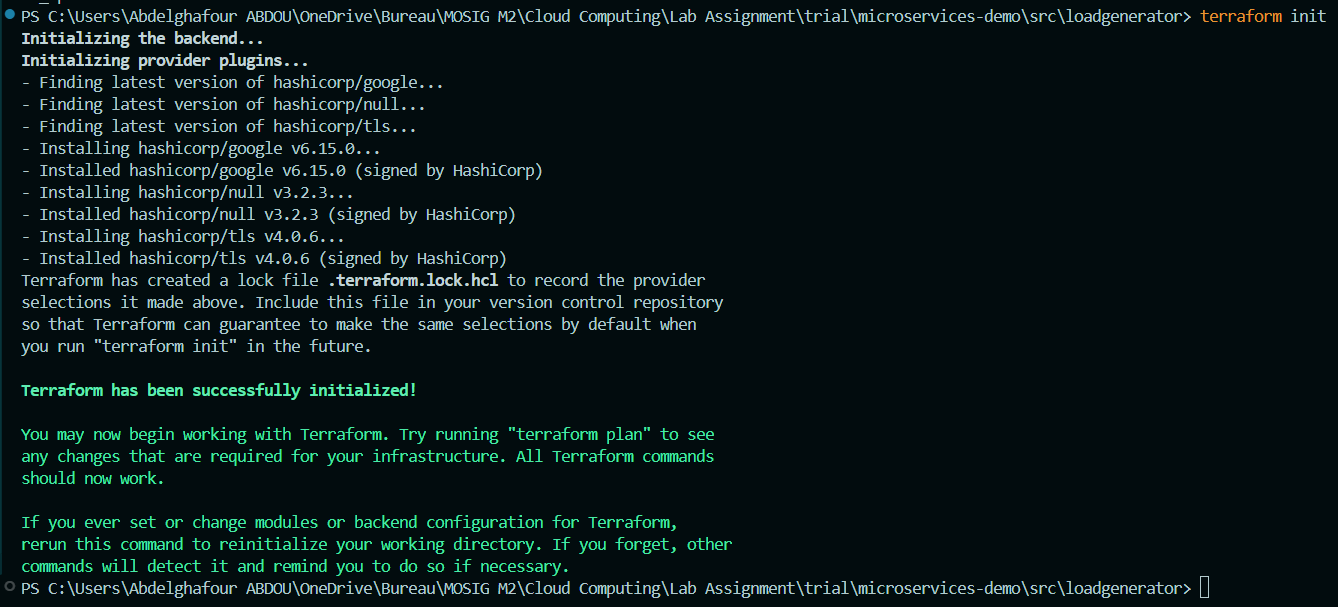 PS C:\Users\Abdelghafour ABDOU\OneDrive\Bureau\MOSIG M2\Cloud Computing\Lab Assignment\trial\microservices-demo\src\loadgenerator> terraform init
Initializing the backend...
Initializing provider plugins...
- Finding latest version of hashicorp/google...
- Finding latest version of hashicorp/null...
- Finding latest version of hashicorp/tls...
- Installing hashicorp/google v6.15.0...
- Installed hashicorp/google v6.15.0 (signed by HashiCorp)
- Installing hashicorp/null v3.2.3...
- Installed hashicorp/null v3.2.3 (signed by HashiCorp)
- Installing hashicorp/tls v4.0.6...
- Installed hashicorp/tls v4.0.6 (signed by HashiCorp)
Terraform has created a lock file .terraform.lock.hcl to record the provider
selections it made above. Include this file in your version control repository
so that Terraform can guarantee to make the same selections by default when
you run "terraform init" in the future.
Terraform has been successfully initialized!
You may now begin working with Terraform. Try running "terraform plan" to see
any changes that are required for your infrastructure. All Terraform commands
should now work.
If you ever set or change modules or backend configuration for Terraform,
rerun this command to reinitialize your working directory. If you forget, other
commands will detect it and remind you to do so if necessary.
PS C:\Users\Abdelghafour ABDOU\OneDrive\Bureau\MOSIG M2\Cloud Computing\Lab Assignment\trial\microservices-demo\src\loadgenerator>